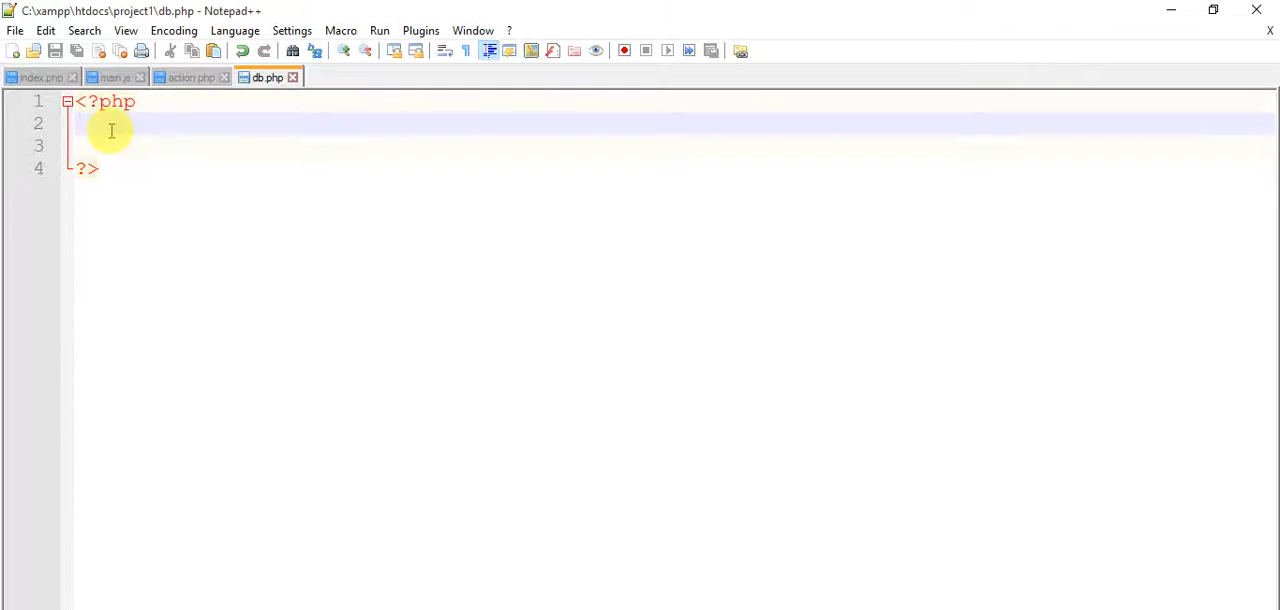 C:\xampp\htdocs\project1\db.php - Notepad++
File Edit Search View Encoding Language Settings Macro Run Plugins Window ? X
index.php main.js action.php db.php
1 <?php
2
3
4 ?>